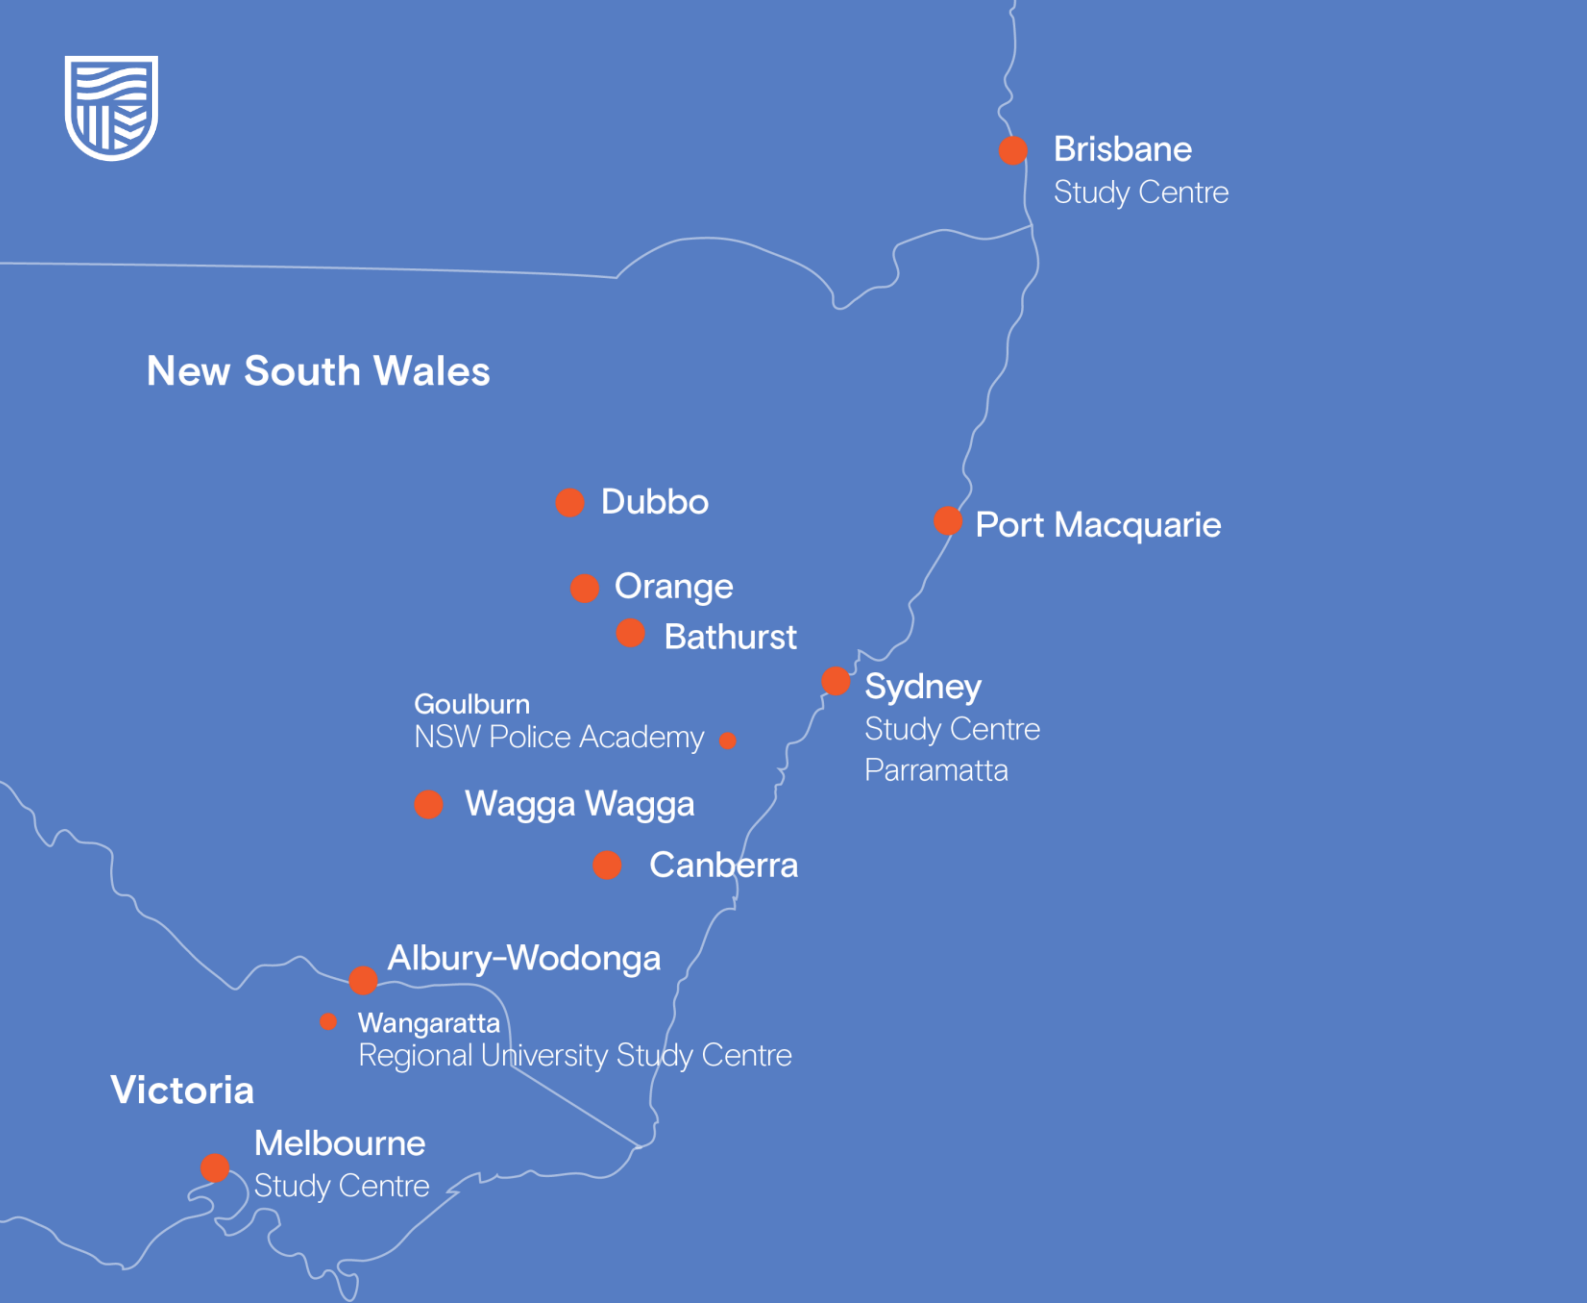 Brisbane
Study Centre
New South Wales
Dubbo
Port Macquarie
Orange
Bathurst
Sydney
Study Centre
Parramatta
Goulburn
NSW Police Academy
Wagga Wagga
Canberra
Albury-Wodonga
Wangaratta
Regional University Study Centre
Victoria
Melbourne
Study Centre